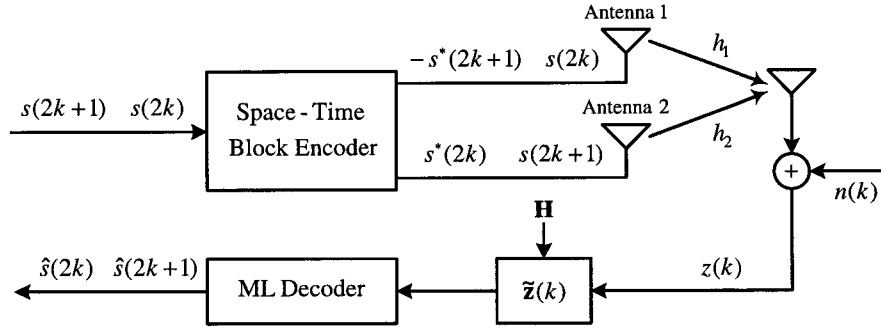 Antenna 1
−s*(2k+1) s(2k)
h₁
s(2k+1) s(2k)
Space - Time
Block Encoder
Antenna 2
h₂
s*(2k) s(2k+1)
+
n(k)
H
ŝ(2k) ŝ(2k+1)
ML Decoder
z̃(k)
z(k)